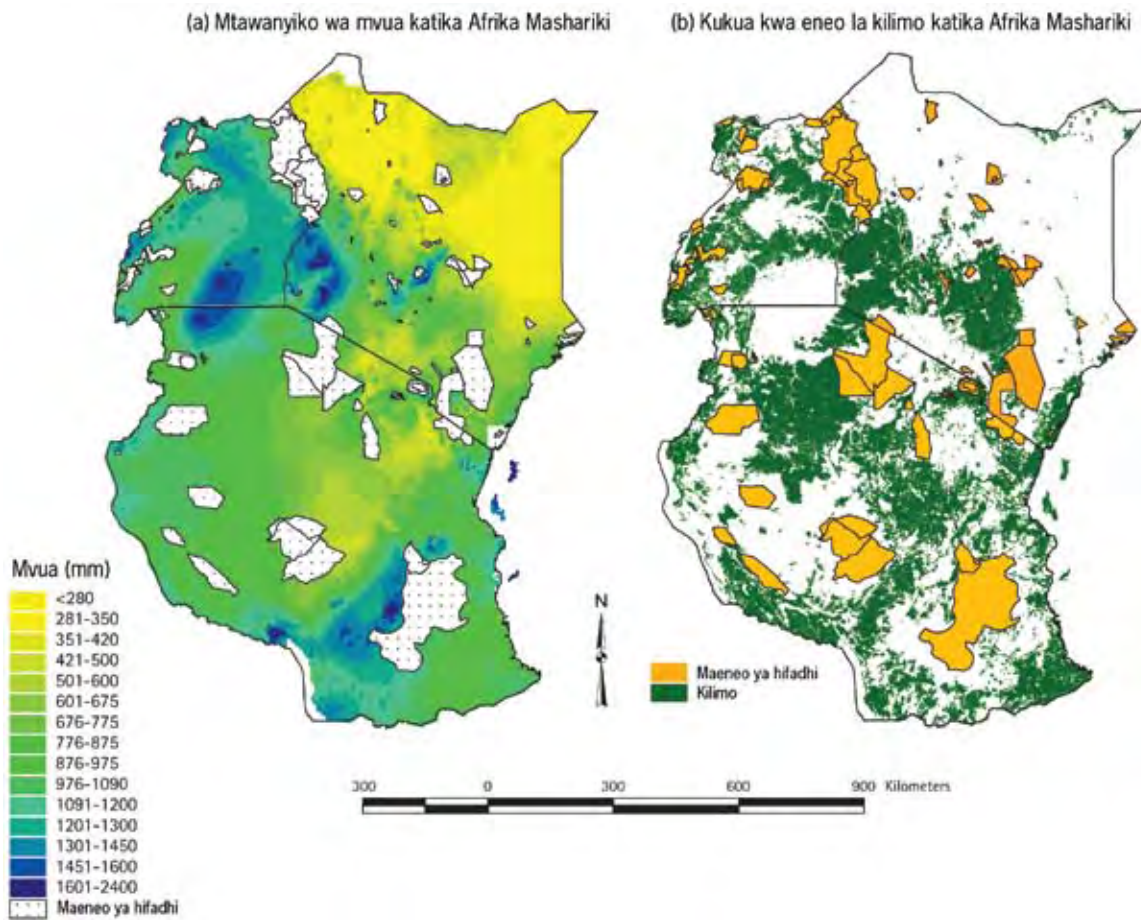 (a) Mtawanyiko wa mvua katika Afrika Mashariki
(b) Kukua kwa eneo la kilimo katika Afrika Mashariki
Mvua (mm)
<280
281-350
351-420
421-500
501-600
601-675
676-775
776-875
876-975
976-1090
1091-1200
1201-1300
1301-1450
1451-1600
1601-2400
Maeneo ya hifadhi
N
Maeneo ya hifadhi
Kilimo
300 0 300 600 900 Kilometers